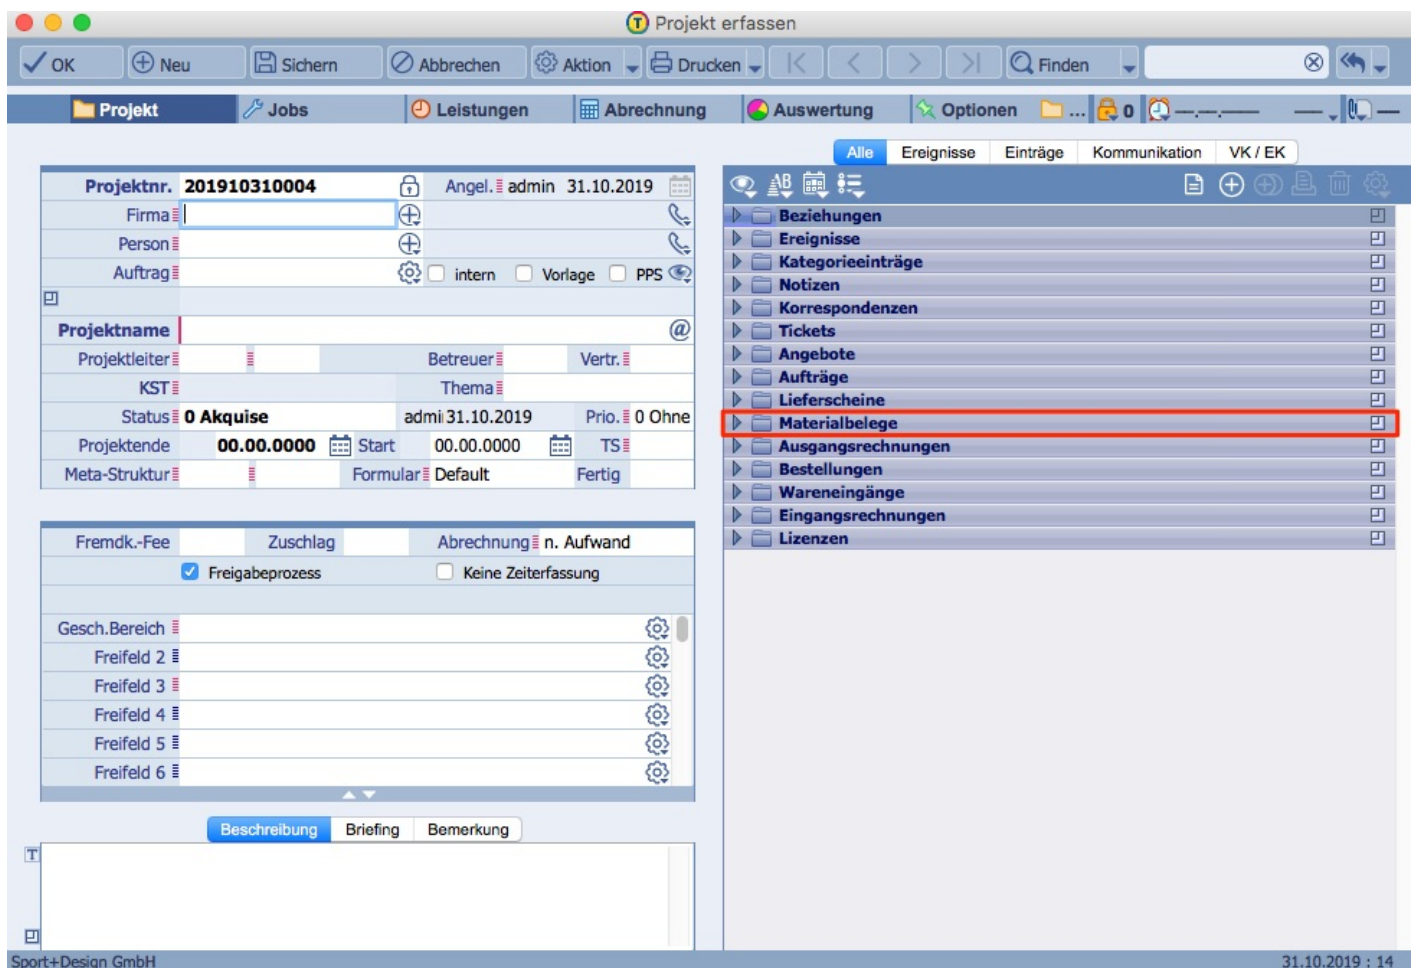 Projekt erfassen
OK Neu Sichern Abbrechen Aktion Drucken Finden
Projekt Jobs Leistungen Abrechnung Auswertung Optionen ... 0 —.—.—— —— —
Alle Ereignisse Einträge Kommunikation VK / EK
Projektnr. 201910310004 Angel. admin 31.10.2019
Firma
Person
Auftrag intern Vorlage PPS
Projektname @
Projektleiter Betreuer Vertr.
KST Thema
Status 0 Akquise admi 31.10.2019 Prio. 0 Ohne
Projektende 00.00.0000 Start 00.00.0000 TS
Meta-Struktur Formular Default Fertig
Fremdk.-Fee Zuschlag Abrechnung n. Aufwand
Freigabeprozess Keine Zeiterfassung
Gesch.Bereich
Freifeld 2
Freifeld 3
Freifeld 4
Freifeld 5
Freifeld 6
Beschreibung Briefing Bemerkung
T
AB
Beziehungen
Ereignisse
Kategorieeinträge
Notizen
Korrespondenzen
Tickets
Angebote
Aufträge
Lieferscheine
Materialbelege
Ausgangsrechnungen
Bestellungen
Wareneingänge
Eingangsrechnungen
Lizenzen
Sport+Design GmbH 31.10.2019 : 14